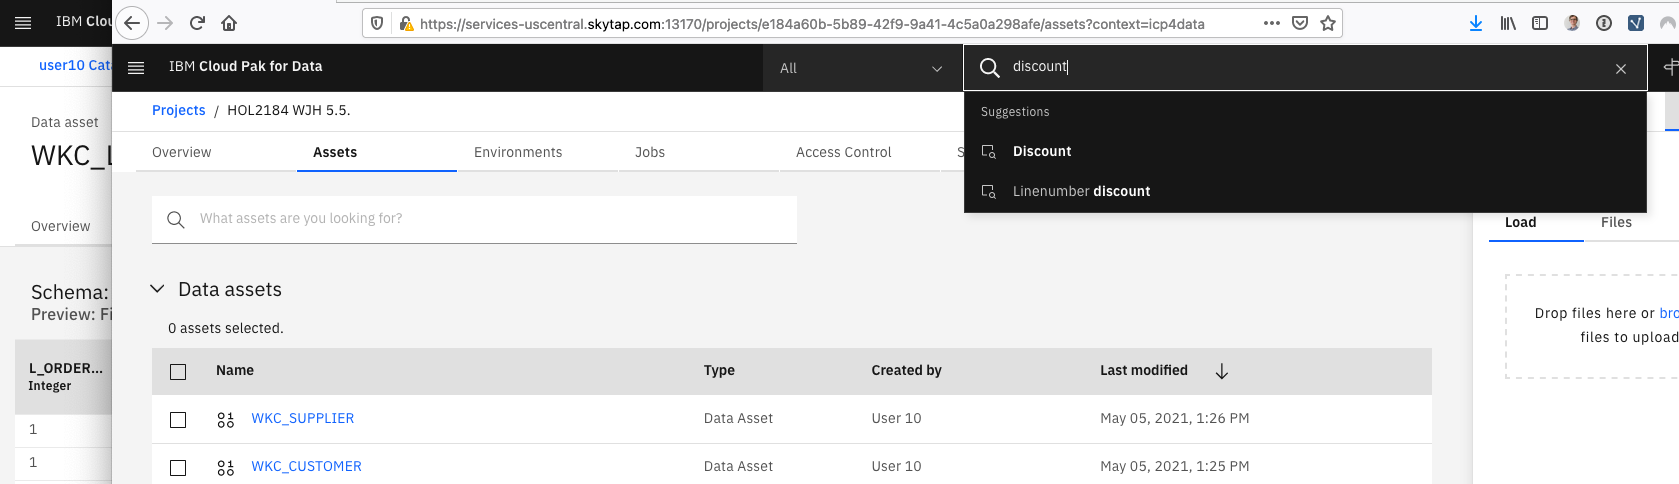 IBM Clou
user10 Cata
Data asset
WKC_L
Overview
Schema:
Preview: Fi
L_ORDER...
Integer
1
1
https://services-uscentral.skytap.com:13170/projects/e184a60b-5b89-42f9-9a41-4c5a0a298afe/assets?context=icp4data
IBM Cloud Pak for Data
All
discount
Suggestions
Discount
Linenumber discount
Projects / HOL2184 WJH 5.5.
Overview Assets Environments Jobs Access Control S
What assets are you looking for?
Data assets
0 assets selected.
Name Type Created by Last modified
WKC_SUPPLIER Data Asset User 10 May 05, 2021, 1:26 PM
WKC_CUSTOMER Data Asset User 10 May 05, 2021, 1:25 PM
Load Files
Drop files here or bro
files to upload